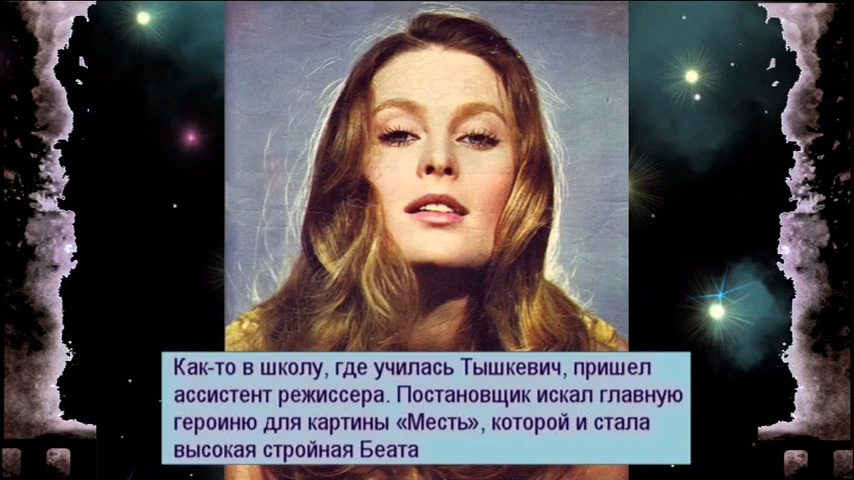 Как-то в школу, где училась Тышкевич, пришел
ассистент режиссера. Постановщик искал главную
героиню для картины «Месть», которой и стала
высокая стройная Беата